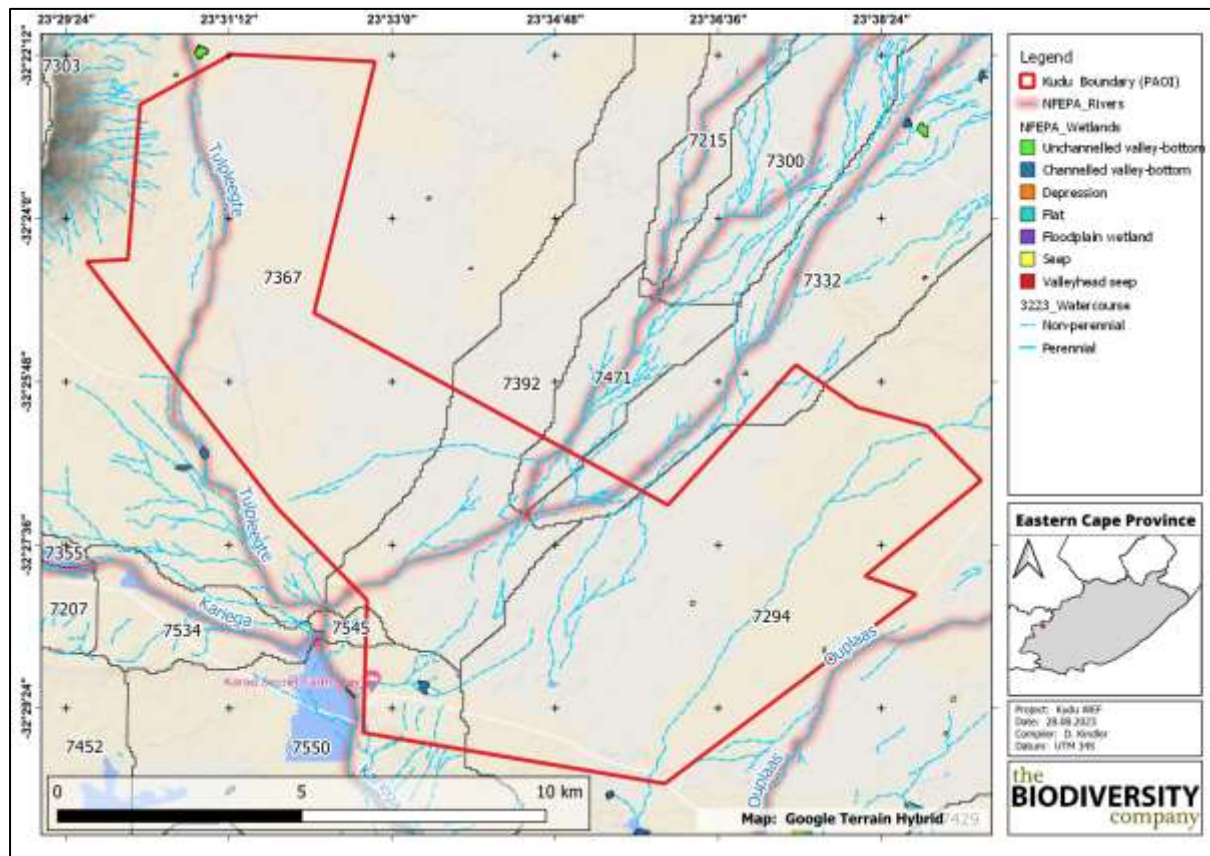 23°29'24" 23°31'12" 23°33'0" 23°34'48" 23°36'36" 23°38'24"
-32°22'12"
-32°24'0"
-32°25'48"
-32°27'36"
-32°29'24"
7303
7215
7300
Tulpleegte
7367
7332
7392
7471
Tulpleegte
7355
7207
Kariega
7534
7545
7294
Ouplaas
7452
7550
Kariega
Ouplaas
0 5 10 km
Map: Google Terrain Hybrid
7429
Legend
Kudu Boundary (PAOI)
NFEPA_Rivers
NFEPA_Wetlands
Unchannelled valley-bottom
Channelled valley-bottom
Depression
Flat
Floodplain wetland
Seep
Valleyhead seep
3223_Watercourse
Non-perennial
Perennial
Eastern Cape Province
Project: Kudu WEF
Date: 28.08.2023
Compiler: D. Kindler
Datum: UTM 34S
the
BIODIVERSITY
company